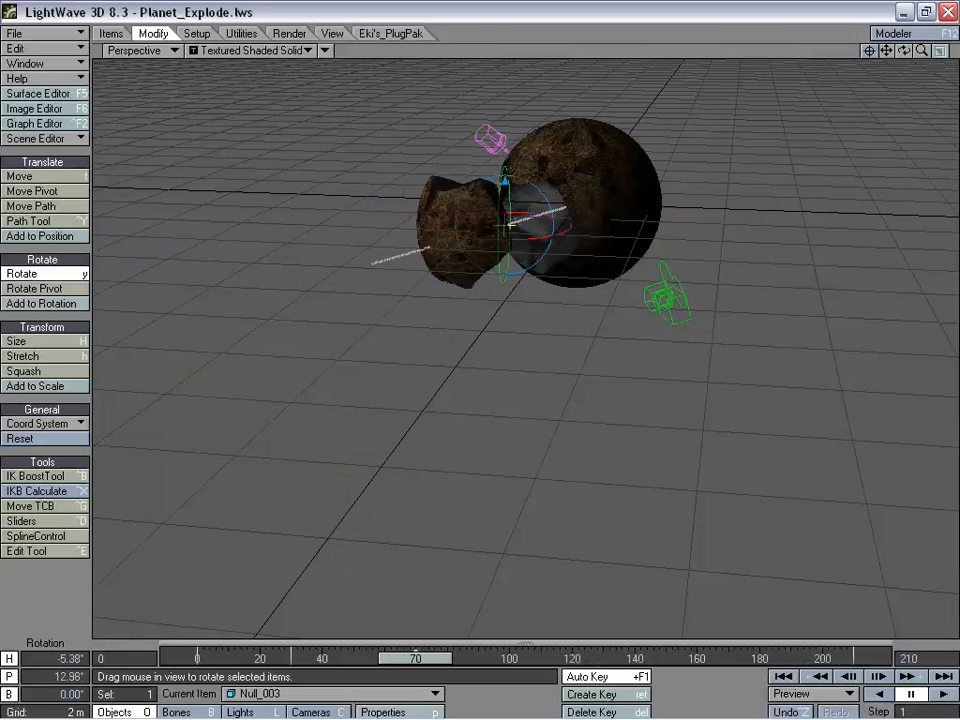 LightWave 3D 8.3 - Planet_Explode.lws
File Items Modify Setup Utilities Render View Eki's_PlugPak Modeler F12
Edit Perspective Textured Shaded Solid
Window
Help
Surface Editor F5
Image Editor F6
Graph Editor ^F2
Scene Editor
Translate
Move t
Move Pivot
Move Path
Path Tool ^Y
Add to Position
Rotate
Rotate y
Rotate Pivot
Add to Rotation
Transform
Size H
Stretch h
Squash
Add to Scale
General
Coord System
Reset
Tools
IK BoostTool ^B
IKB Calculate ^X
Move TCB ^G
Sliders ^D
SplineControl
Edit Tool ^E
Rotation
H -5.38° 0 0 20 40 70 100 120 140 160 180 200 210
P 12.98° Drag mouse in view to rotate selected items. Auto Key +F1
B 0.00° Sel: 1 Current Item Null_003 Create Key ret Preview
Grid: 2 m Objects O Bones B Lights L Cameras C Properties p Delete Key del Undo ^Z Redo Step 1